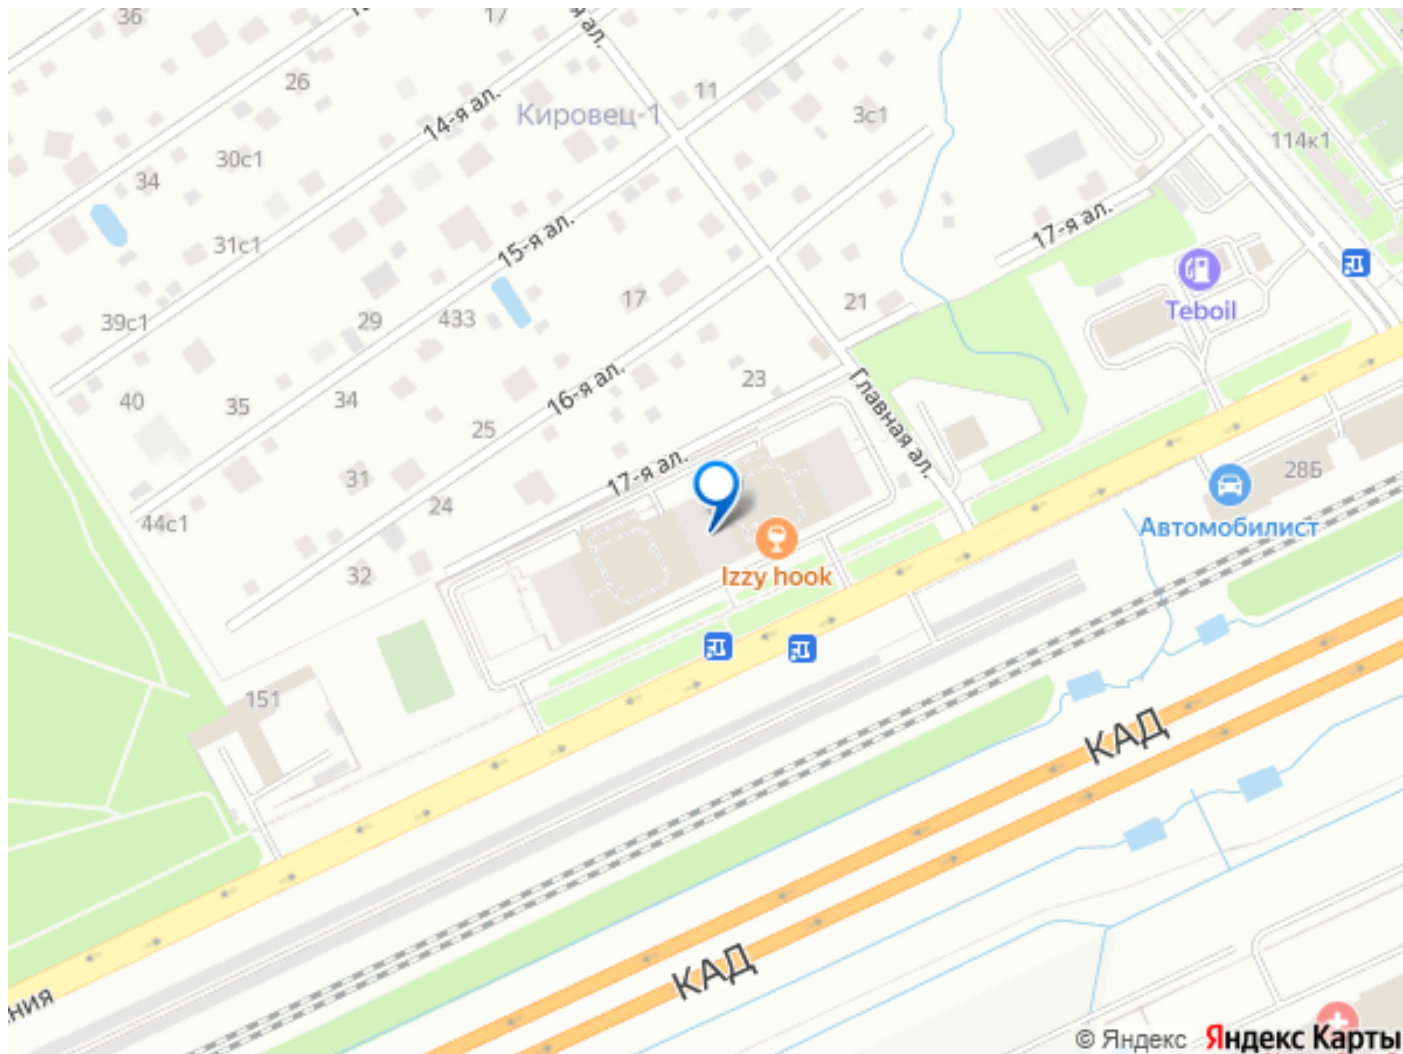 36
17
я ал.
26
14-я ал.
11
Кировец-1
3с1
114к1
30с1
34
31с1
15-я ал.
17-я ал.
Teboil
39с1
29
433
17
21
40
35
34
16-я ал.
23
Главная ал.
25
31
17-я ал.
24
28Б
Автомобилист
44с1
32
Izzy hook
151
КАД
КАД
ния
© Яндекс Яндекс Карты